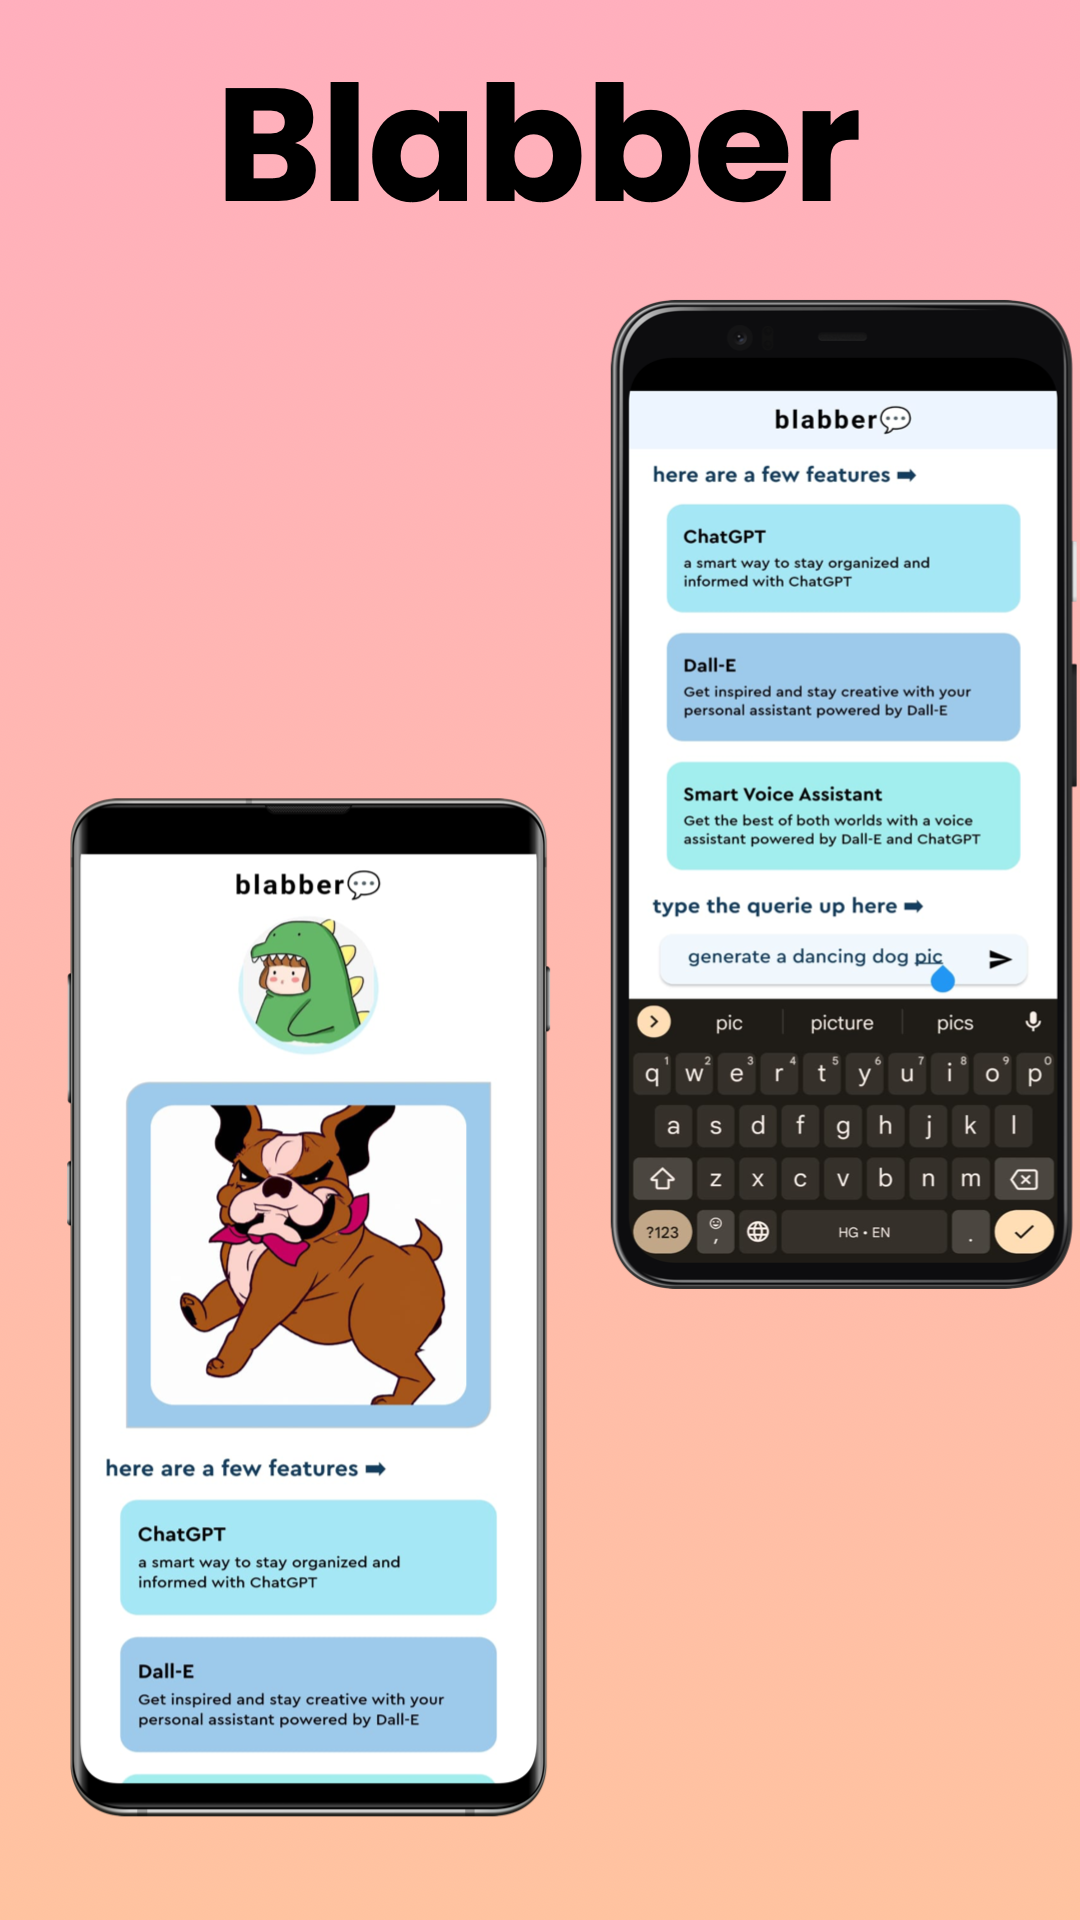 Blabber
blabber💬
here are a few features ➡
ChatGPT
a smart way to stay organized and
informed with ChatGPT
Dall-E
Get inspired and stay creative with your
personal assistant powered by Dall-E
Smart Voice Assistant
Get the best of both worlds with a voice
assistant powered by Dall-E and ChatGPT
type the querie up here ➡
generate a dancing dog pic
pic picture pics
q1 w2 e3 r4 t5 y6 u7 i8 o9 p0
a s d f g h j k l
z x c v b n m
?123 , HG • EN .
blabber💬
here are a few features ➡
ChatGPT
a smart way to stay organized and
informed with ChatGPT
Dall-E
Get inspired and stay creative with your
personal assistant powered by Dall-E